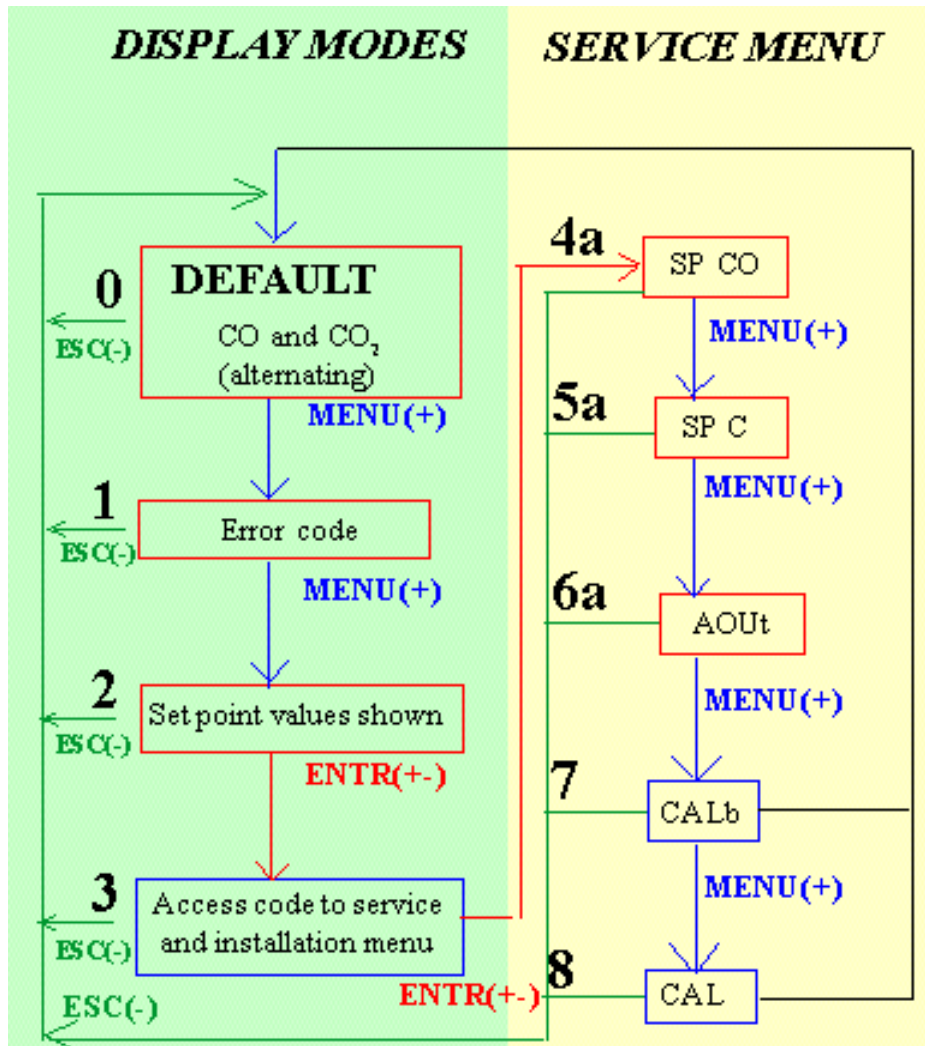 DISPLAY MODES
SERVICE MENU
0
DEFAULT
CO and CO₂
(alternating)
ESC(-)
MENU(+)
1
Error code
ESC(-)
MENU(+)
2
Set point values shown
ESC(-)
ENTR(+-)
3
Access code to service
and installation menu
ESC(-)
ENTR(+-)
ESC(-)
4a
SP CO
MENU(+)
5a
SP C
MENU(+)
6a
AOUt
MENU(+)
7
CALb
MENU(+)
8
CAL